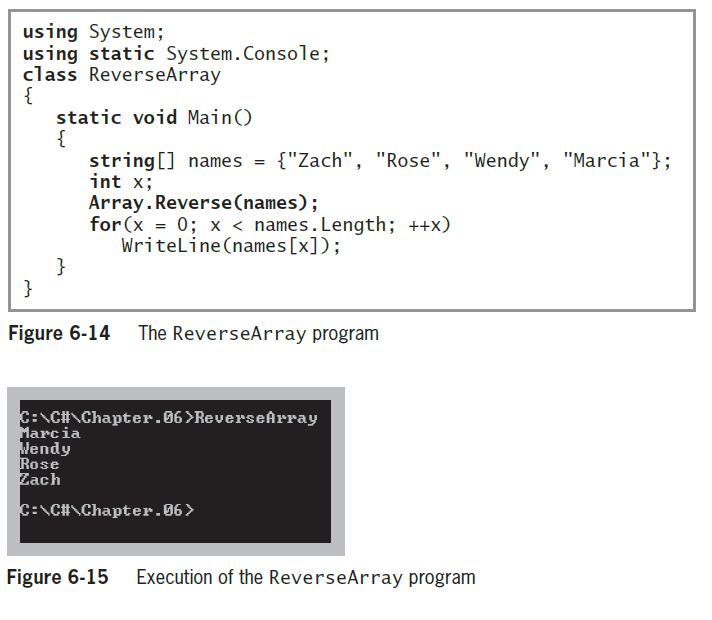 using System;
using static System.Console;
class ReverseArray
{
static void Main()
{
string[] names = {"Zach", "Rose", "Wendy", "Marcia"};
int x;
Array.Reverse(names);
for(x = 0; x < names.Length; ++x)
WriteLine(names[x]);
}
}
Figure 6-14 The ReverseArray program
C:\C#\Chapter.06>ReverseArray
Marcia
Wendy
Rose
Zach
C:\C#\Chapter.06>
Figure 6-15 Execution of the ReverseArray program